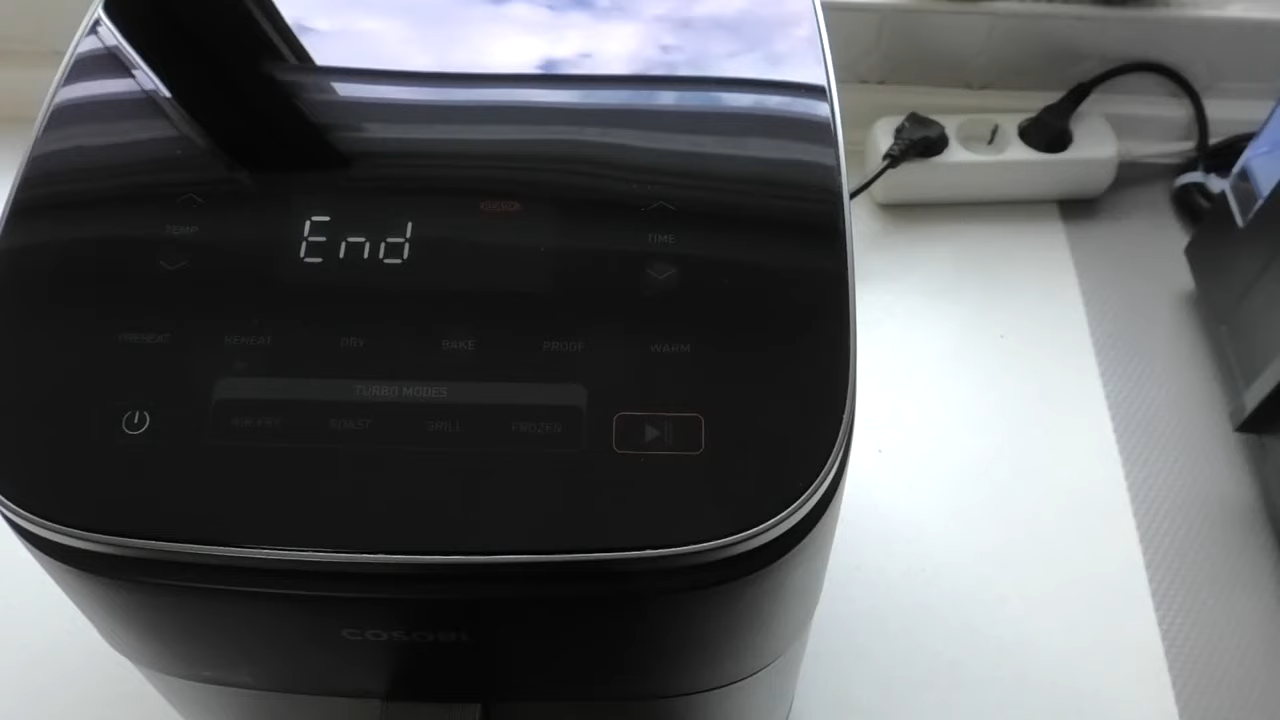 TEMP
End
TIME
PREHEAT REHEAT DRY BAKE PROOF WARM
TURBO MODES
AIR FRY ROAST GRILL FROZEN
COSORI